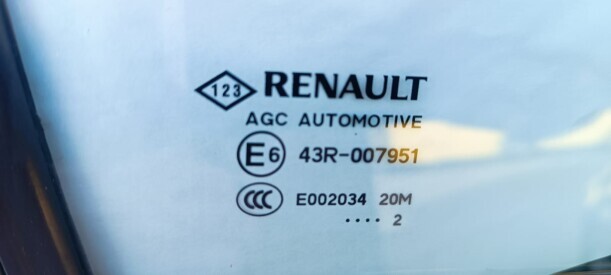 123 RENAULT
AGC AUTOMOTIVE
E6 43R-007951
CCC E002034 20M
•••• 2